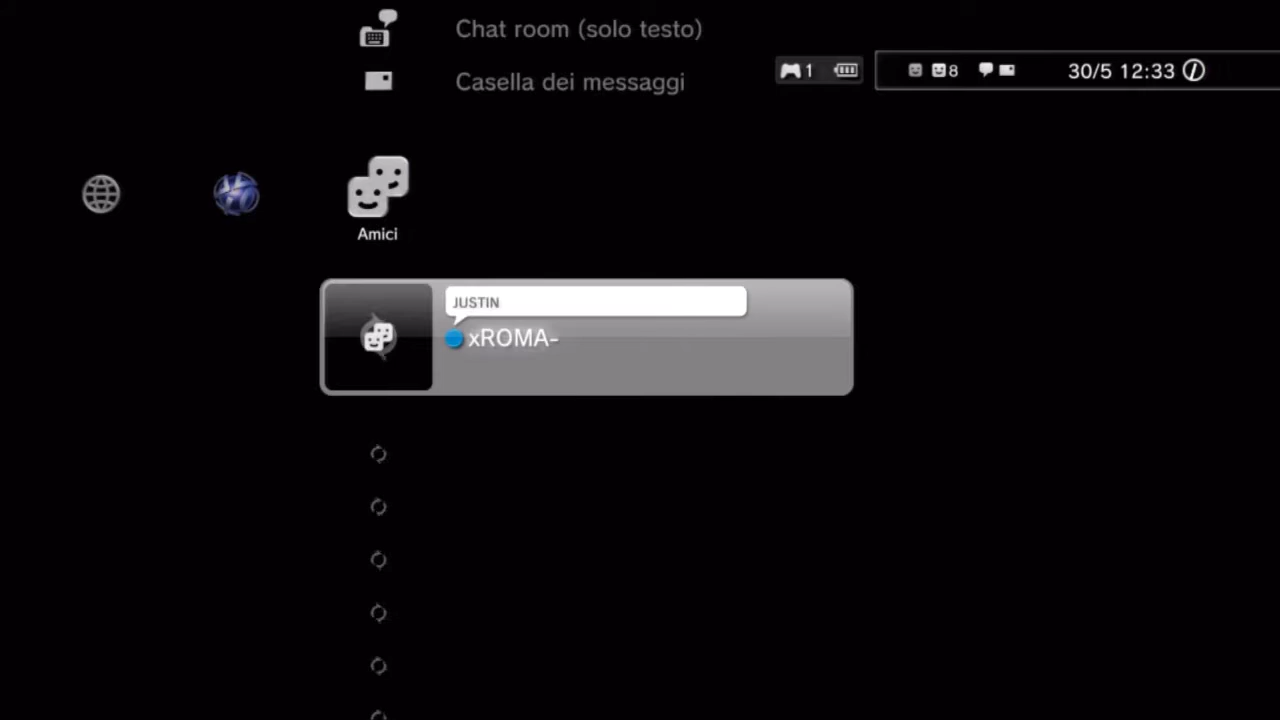 Chat room (solo testo)
Casella dei messaggi
1
8
30/5 12:33
Amici
JUSTIN
xROMA-